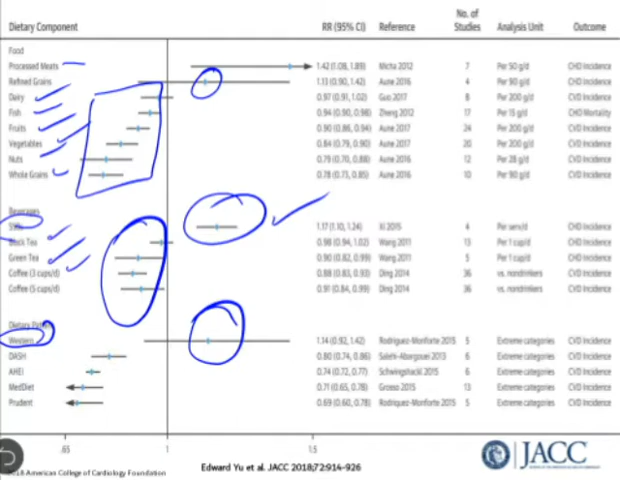 Dietary Component RR (95% CI) Reference No. of Studies Analysis Unit Outcome
Food
Processed Meats 1.42 (1.08, 1.89) Micha 2012 7 Per 50 g/d CHD Incidence
Refined Grains 1.13 (0.90, 1.42) Aune 2016 4 Per 90 g/d CHD Incidence
Dairy 0.97 (0.91, 1.02) Guo 2017 8 Per 200 g/d CVD Incidence
Fish 0.94 (0.90, 0.98) Zheng 2012 17 Per 15 g/d CHD Mortality
Fruits 0.90 (0.86, 0.94) Aune 2017 24 Per 200 g/d CVD Incidence
Vegetables 0.84 (0.79, 0.90) Aune 2017 20 Per 200 g/d CVD Incidence
Nuts 0.79 (0.70, 0.88) Aune 2016 12 Per 28 g/d CVD Incidence
Whole Grains 0.78 (0.73, 0.85) Aune 2016 10 Per 90 g/d CVD Incidence
Beverages
SSBs 1.17 (1.10, 1.24) Xi 2015 4 Per serv/d CHD Incidence
Black Tea 0.98 (0.94, 1.02) Wang 2011 13 Per 1 cup/d CHD Incidence
Green Tea 0.90 (0.82, 0.99) Wang 2011 5 Per 1 cup/d CHD Incidence
Coffee (3 cups/d) 0.88 (0.83, 0.93) Ding 2014 36 vs. nondrinkers CVD Incidence
Coffee (5 cups/d) 0.91 (0.84, 0.99) Ding 2014 36 vs. nondrinkers CVD Incidence
Dietary
Western 1.14 (0.92, 1.42) Rodriguez-Monforte 2015 5 Extreme categories CVD Incidence
DASH 0.80 (0.74, 0.86) Salehi-Abargouei 2013 6 Extreme categories CVD Incidence
AHEI 0.74 (0.72, 0.77) Schwingshackl 2015 6 Extreme categories CVD Incidence
MedDiet 0.71 (0.65, 0.78) Grosso 2015 13 Extreme categories CVD Incidence
Prudent 0.69 (0.60, 0.78) Rodriguez-Monforte 2015 5 Extreme categories CVD Incidence
.65 1 1.5
2018 American College of Cardiology Foundation
Edward Yu et al. JACC 2018;72:914-926
JACC